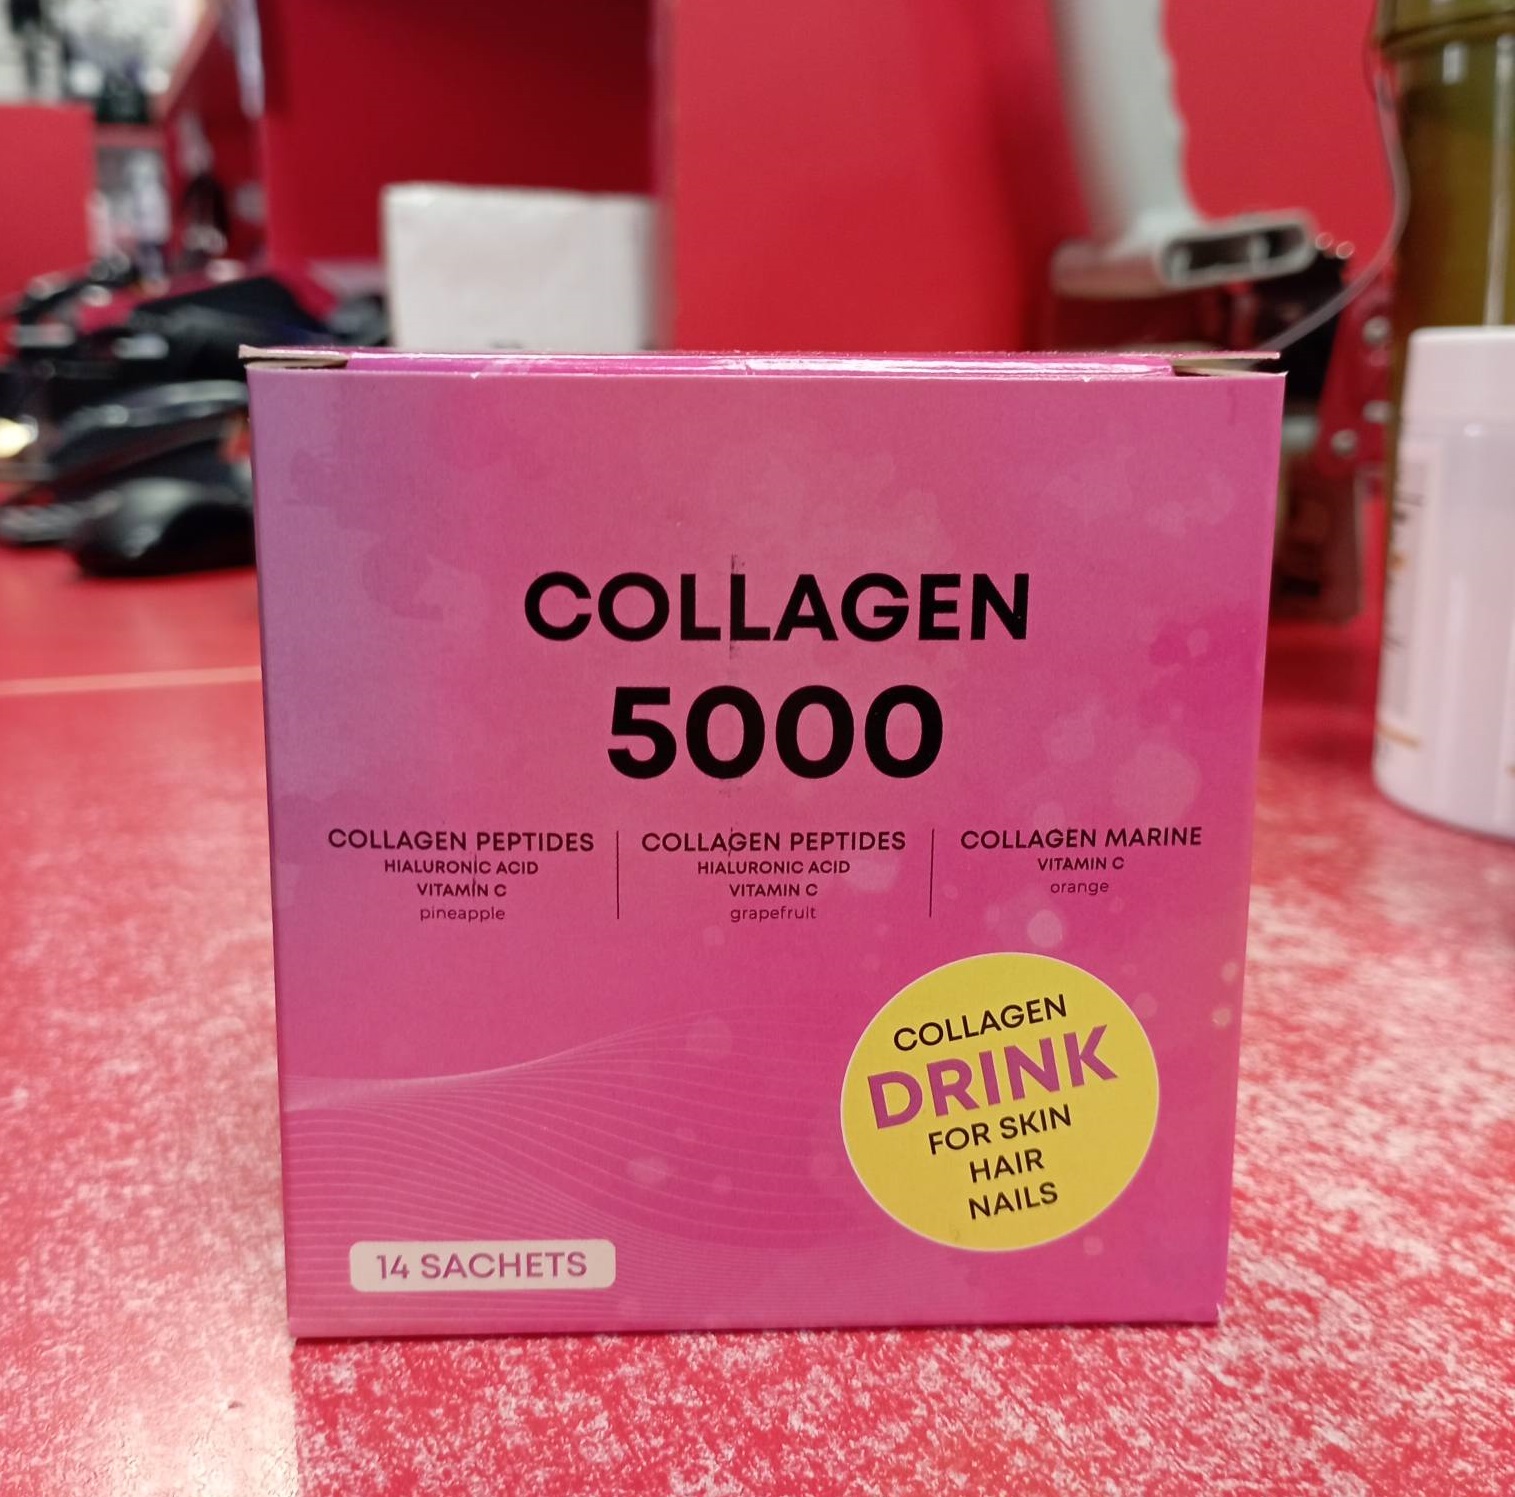 COLLAGEN
5000
COLLAGEN PEPTIDES
HIALURONIC ACID
VITAMIN C
pineapple
COLLAGEN PEPTIDES
HIALURONIC ACID
VITAMIN C
grapefruit
COLLAGEN MARINE
VITAMIN C
orange
COLLAGEN
DRINK
FOR SKIN
HAIR
NAILS
14 SACHETS